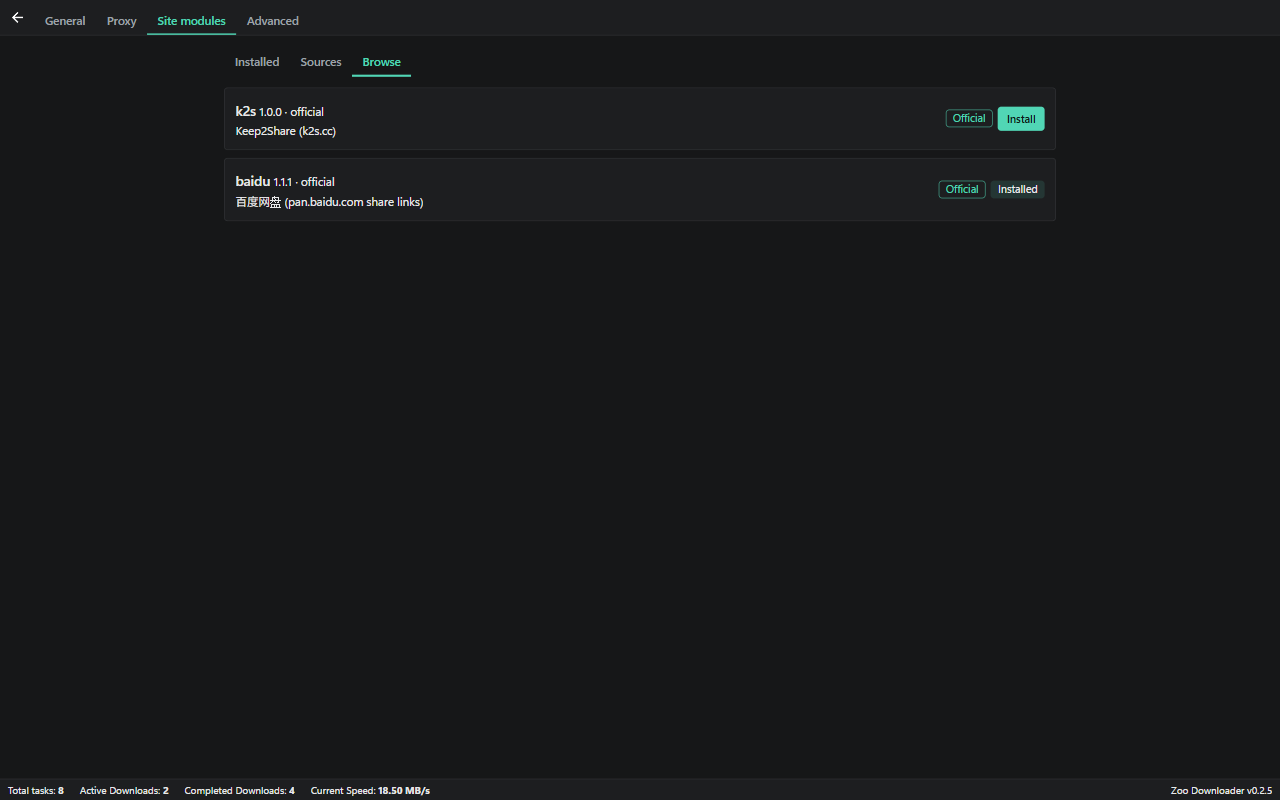 General Proxy Site modules Advanced
Installed Sources Browse
k2s 1.0.0 · official
Keep2Share (k2s.cc)
Official Install
baidu 1.1.1 · official
百度网盘 (pan.baidu.com share links)
Official Installed
Total tasks: 8 Active Downloads: 2 Completed Downloads: 4 Current Speed: 18.50 MB/s Zoo Downloader v0.2.5